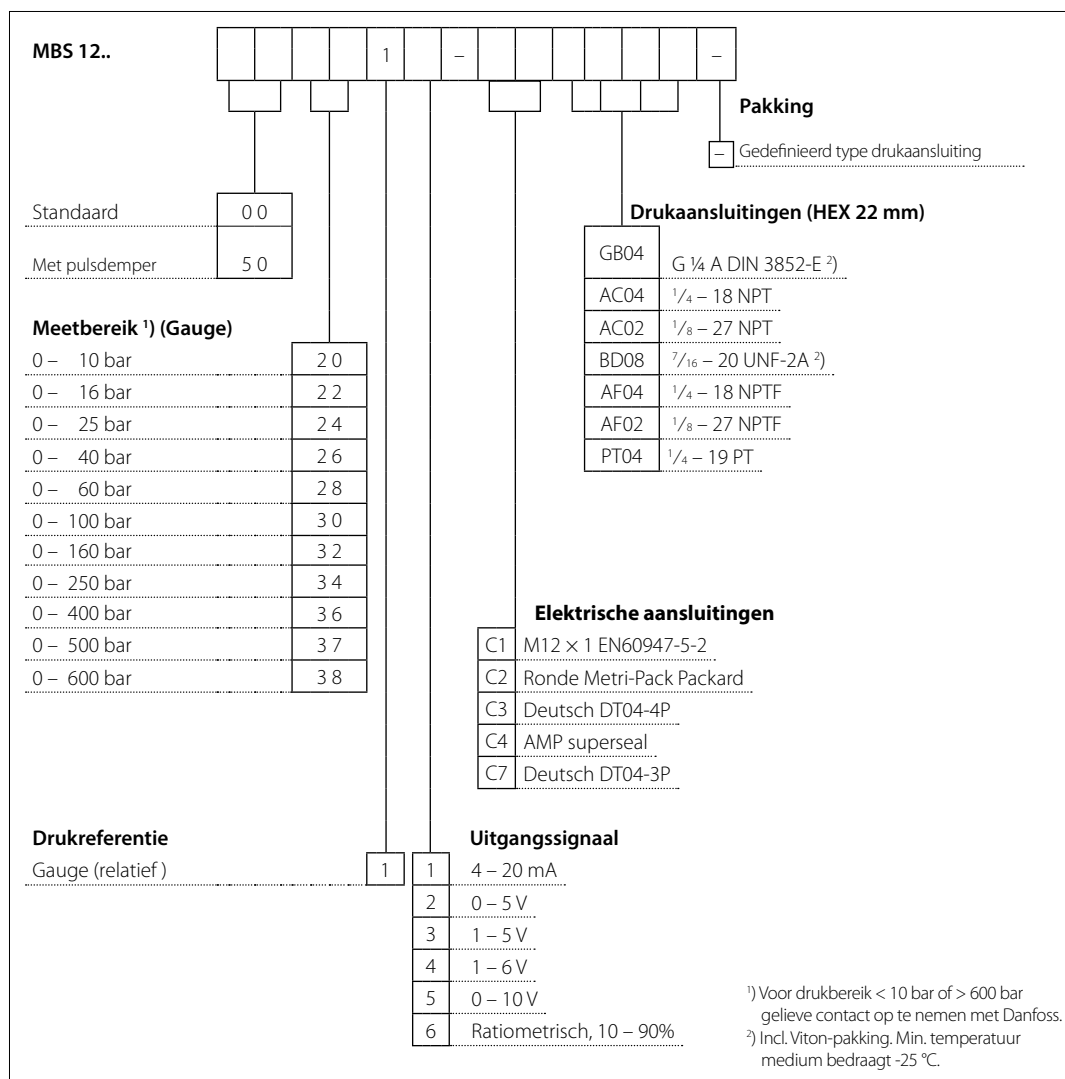 MBS 12..
1 – –
Pakking
– Gedefinieerd type drukaansluiting
Standaard 0 0
Met pulsdemper 5 0
Drukaansluitingen (HEX 22 mm)
GB04 G ¼ A DIN 3852-E ²)
AC04 ¹/₄ – 18 NPT
AC02 ¹/₈ – 27 NPT
BD08 ⁷/₁₆ – 20 UNF-2A ²)
AF04 ¹/₄ – 18 NPTF
AF02 ¹/₈ – 27 NPTF
PT04 ¹/₄ – 19 PT
Meetbereik ¹) (Gauge)
0 – 10 bar 2 0
0 – 16 bar 2 2
0 – 25 bar 2 4
0 – 40 bar 2 6
0 – 60 bar 2 8
0 – 100 bar 3 0
0 – 160 bar 3 2
0 – 250 bar 3 4
0 – 400 bar 3 6
0 – 500 bar 3 7
0 – 600 bar 3 8
Elektrische aansluitingen
C1 M12 × 1 EN60947-5-2
C2 Ronde Metri-Pack Packard
C3 Deutsch DT04-4P
C4 AMP superseal
C7 Deutsch DT04-3P
Drukreferentie
Gauge (relatief ) 1
Uitgangssignaal
1 4 – 20 mA
2 0 – 5 V
3 1 – 5 V
4 1 – 6 V
5 0 – 10 V
6 Ratiometrisch, 10 – 90%
¹) Voor drukbereik < 10 bar of > 600 bar
gelieve contact op te nemen met Danfoss.
²) Incl. Viton-pakking. Min. temperatuur
medium bedraagt -25 °C.